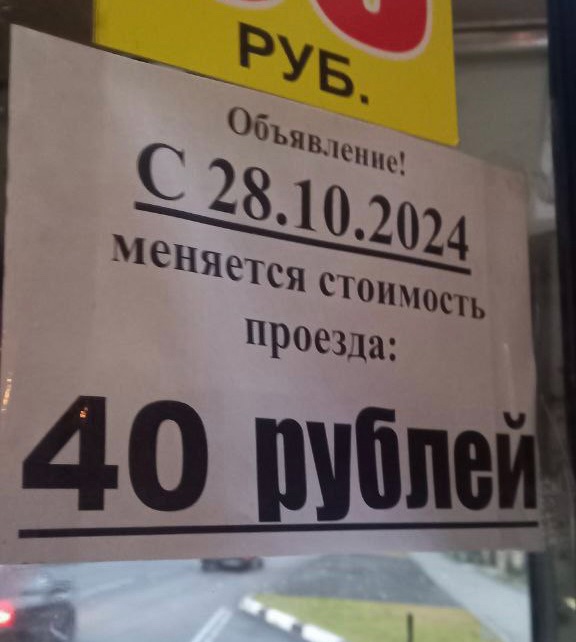 РУБ.
Объявление!
С 28.10.2024
меняется стоимость
проезда:
40 рублей